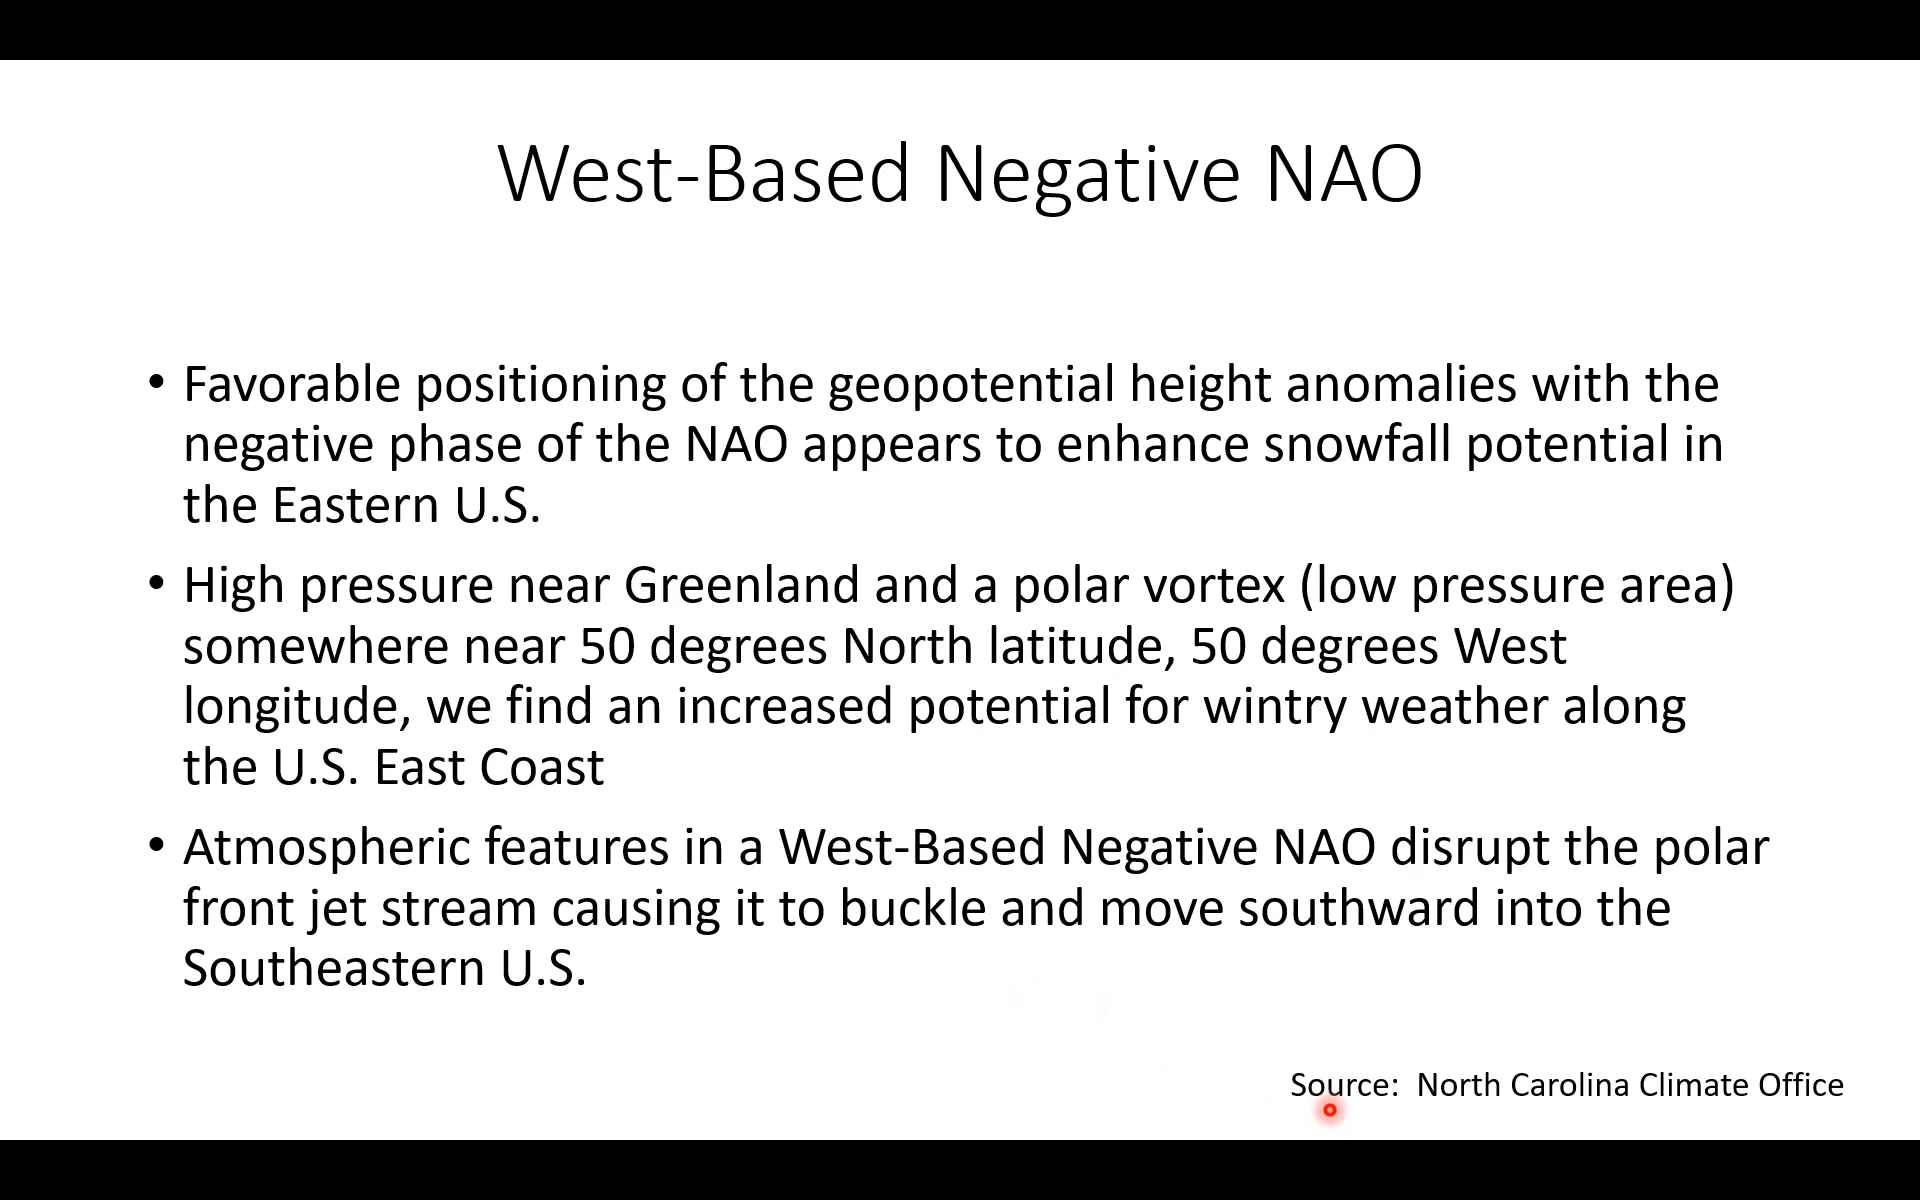 West-Based Negative NAO
• Favorable positioning of the geopotential height anomalies with the
negative phase of the NAO appears to enhance snowfall potential in
the Eastern U.S.
• High pressure near Greenland and a polar vortex (low pressure area)
somewhere near 50 degrees North latitude, 50 degrees West
longitude, we find an increased potential for wintry weather along
the U.S. East Coast
• Atmospheric features in a West-Based Negative NAO disrupt the polar
front jet stream causing it to buckle and move southward into the
Southeastern U.S.
Source:  North Carolina Climate Office